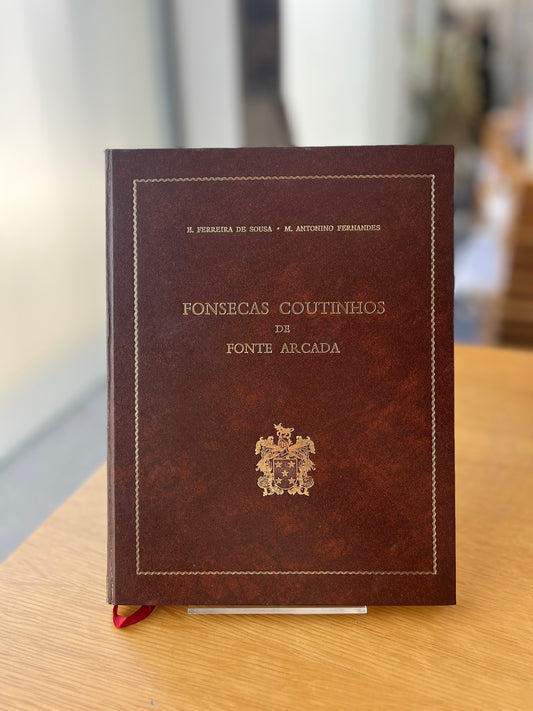 E. FERREIRA DE SOUSA • M. ANTONINO FERNANDES
FONSECAS COUTINHOS
DE
FONTE ARCADA